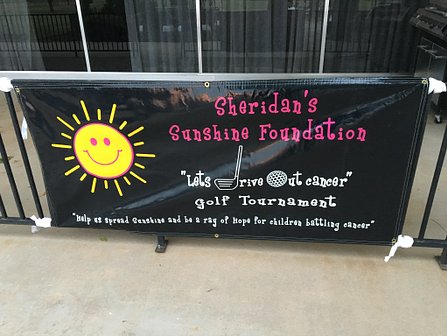 Sheridan's
Sunshine Foundation
"Lets Drive Out cancer"
Golf Tournament
"Help us spread Sunshine and be a ray of Hope for children battling cancer"